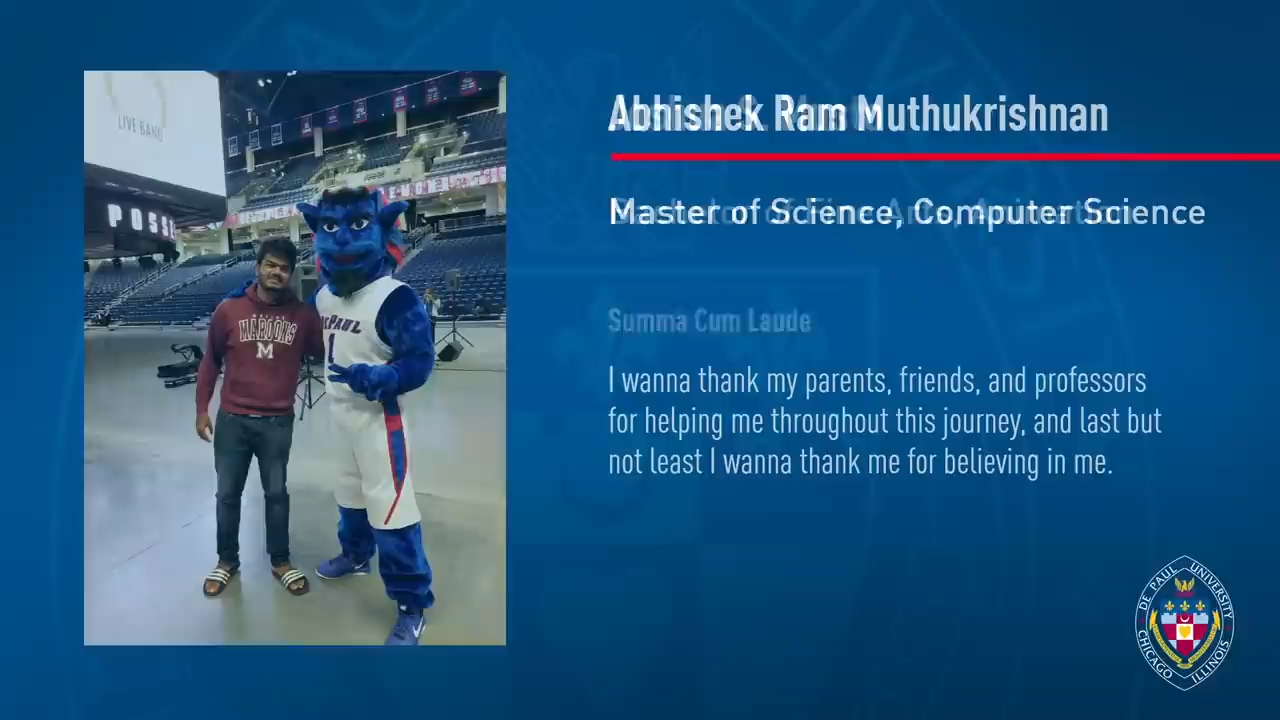 LIVE BAND
POSSE
MAROONS
M
DEPAUL
1
Abhishek Ram Muthukrishnan
Master of Science, Computer Science
Summa Cum Laude
I wanna thank my parents, friends, and professors
for helping me throughout this journey, and last but
not least I wanna thank me for believing in me.
DE PAUL UNIVERSITY
CHICAGO ILLINOIS